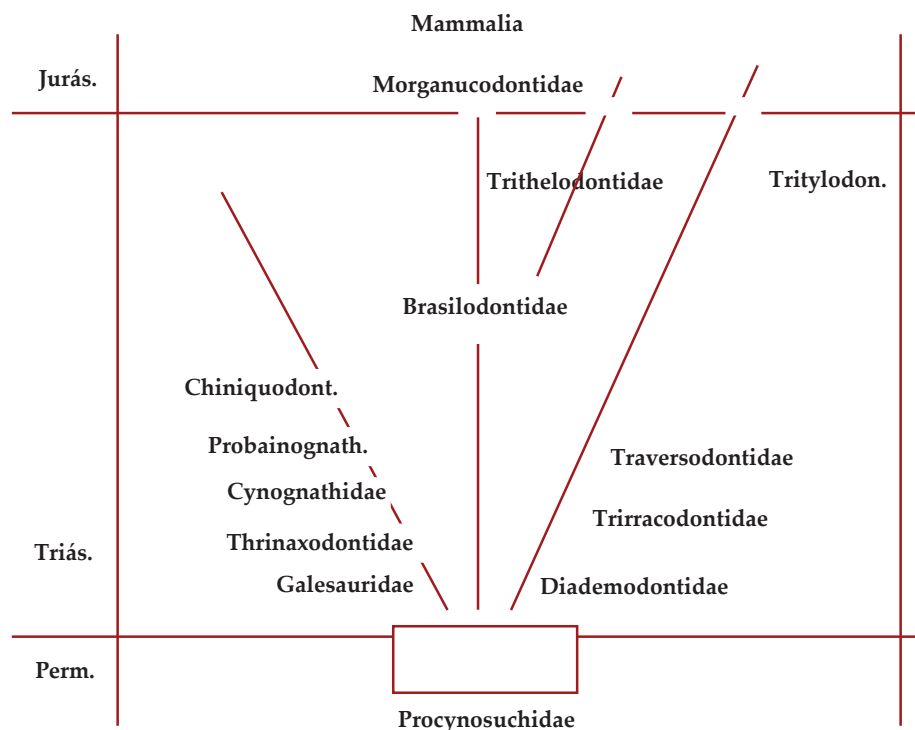 Mammalia
Jurás.
Morganucodontidae
Trithelodontidae
Tritylodon.
Brasilodontidae
Chiniquodont.
Probainognath.
Traversodontidae
Cynognathidae
Trirracodontidae
Thrinaxodontidae
Triás.
Galesauridae
Diademodontidae
Perm.
Procynosuchidae